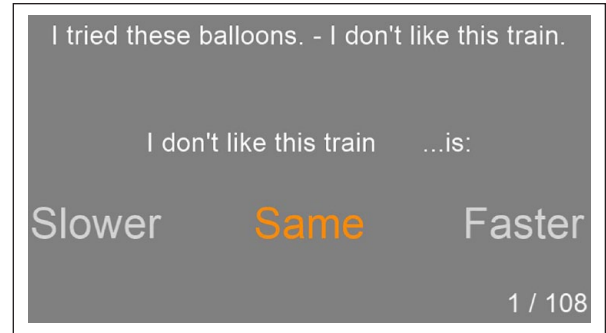 I tried these balloons. - I don't like this train.
I don't like this train ...is:
Slower Same Faster
1 / 108